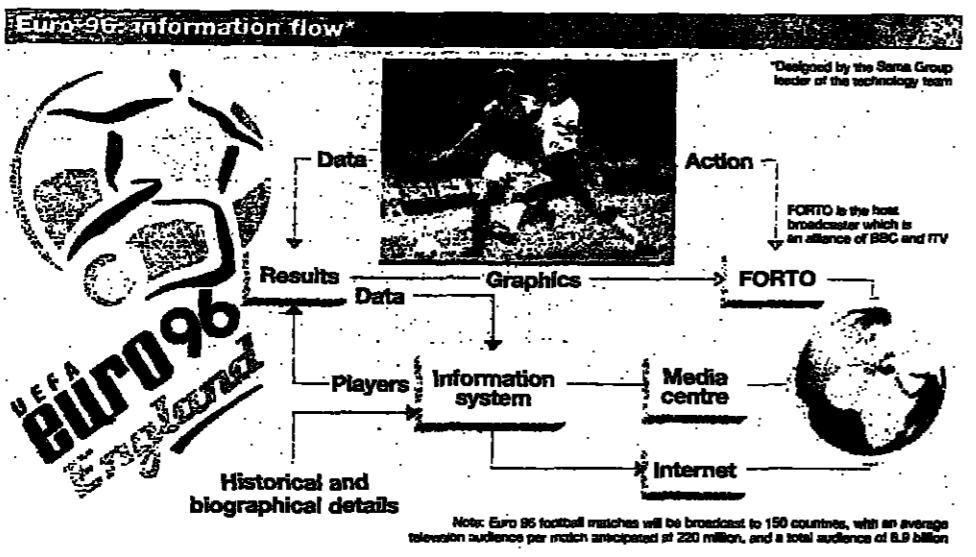 Euro-96: information flow*
*Designed by the Sema Group
leader of the technology team
Data
Action
FORTO is the host
broadcaster which is
an alliance of BBC and ITV
Results
Graphics
FORTO
Data
UEFA
euro96
England
Players
Information
system
Media
centre
Internet
Historical and
biographical details
Note: Euro 96 football matches will be broadcast to 150 countries, with an average
television audience per match anticipated at 220 million, and a total audience of 6.9 billion